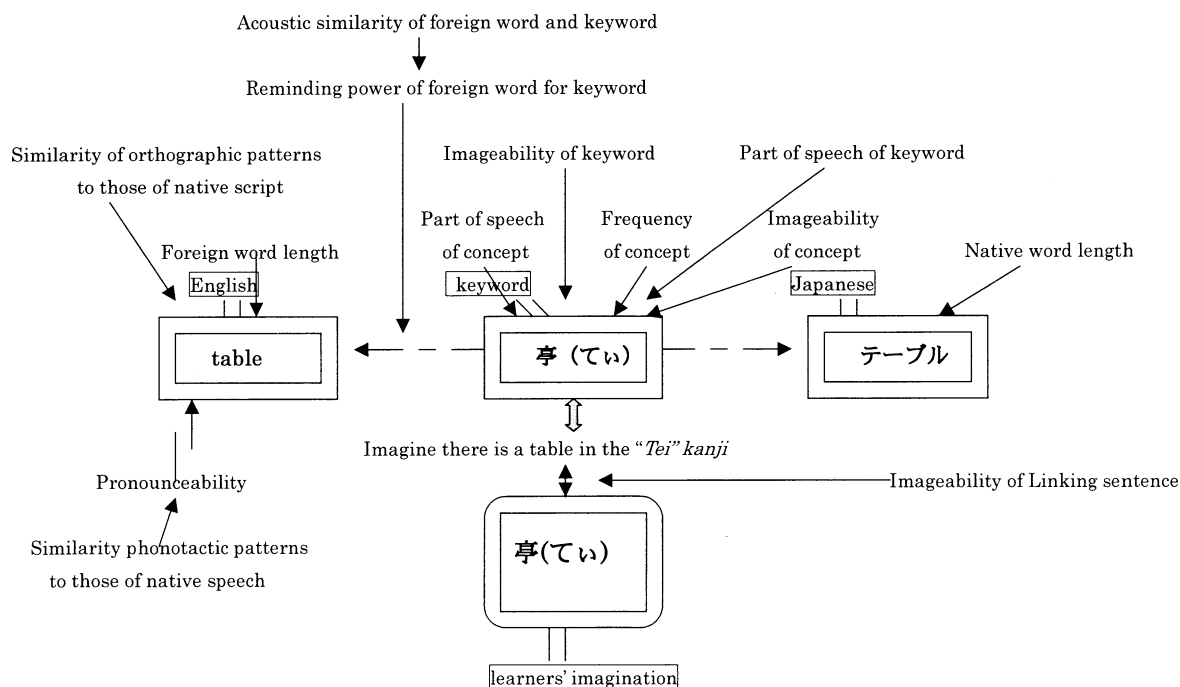 Acoustic similarity of foreign word and keyword
Reminding power of foreign word for keyword
Similarity of orthographic patterns
to those of native script
Imageability of keyword
Part of speech of keyword
Part of speech
of concept
Frequency
of concept
Imageability
of concept
Foreign word length
Native word length
English
keyword
Japanese
table
亭（てぃ）
テーブル
Imagine there is a table in the “Tei” kanji
Pronounceability
Imageability of Linking sentence
Similarity phonotactic patterns
to those of native speech
亭(てぃ)
learners’ imagination